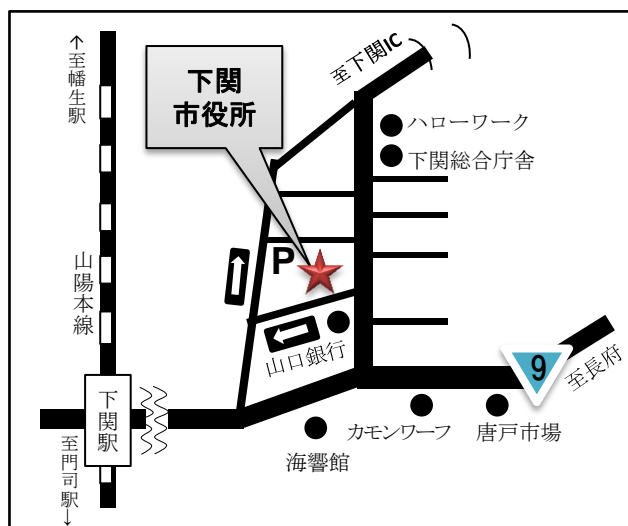 ↑至幡生駅
下関
市役所
至下関IC
ハローワーク
下関総合庁舎
山陽本線
P
山口銀行
9
至長府
下関駅
カモンワーフ
唐戸市場
海響館
至門司駅↓